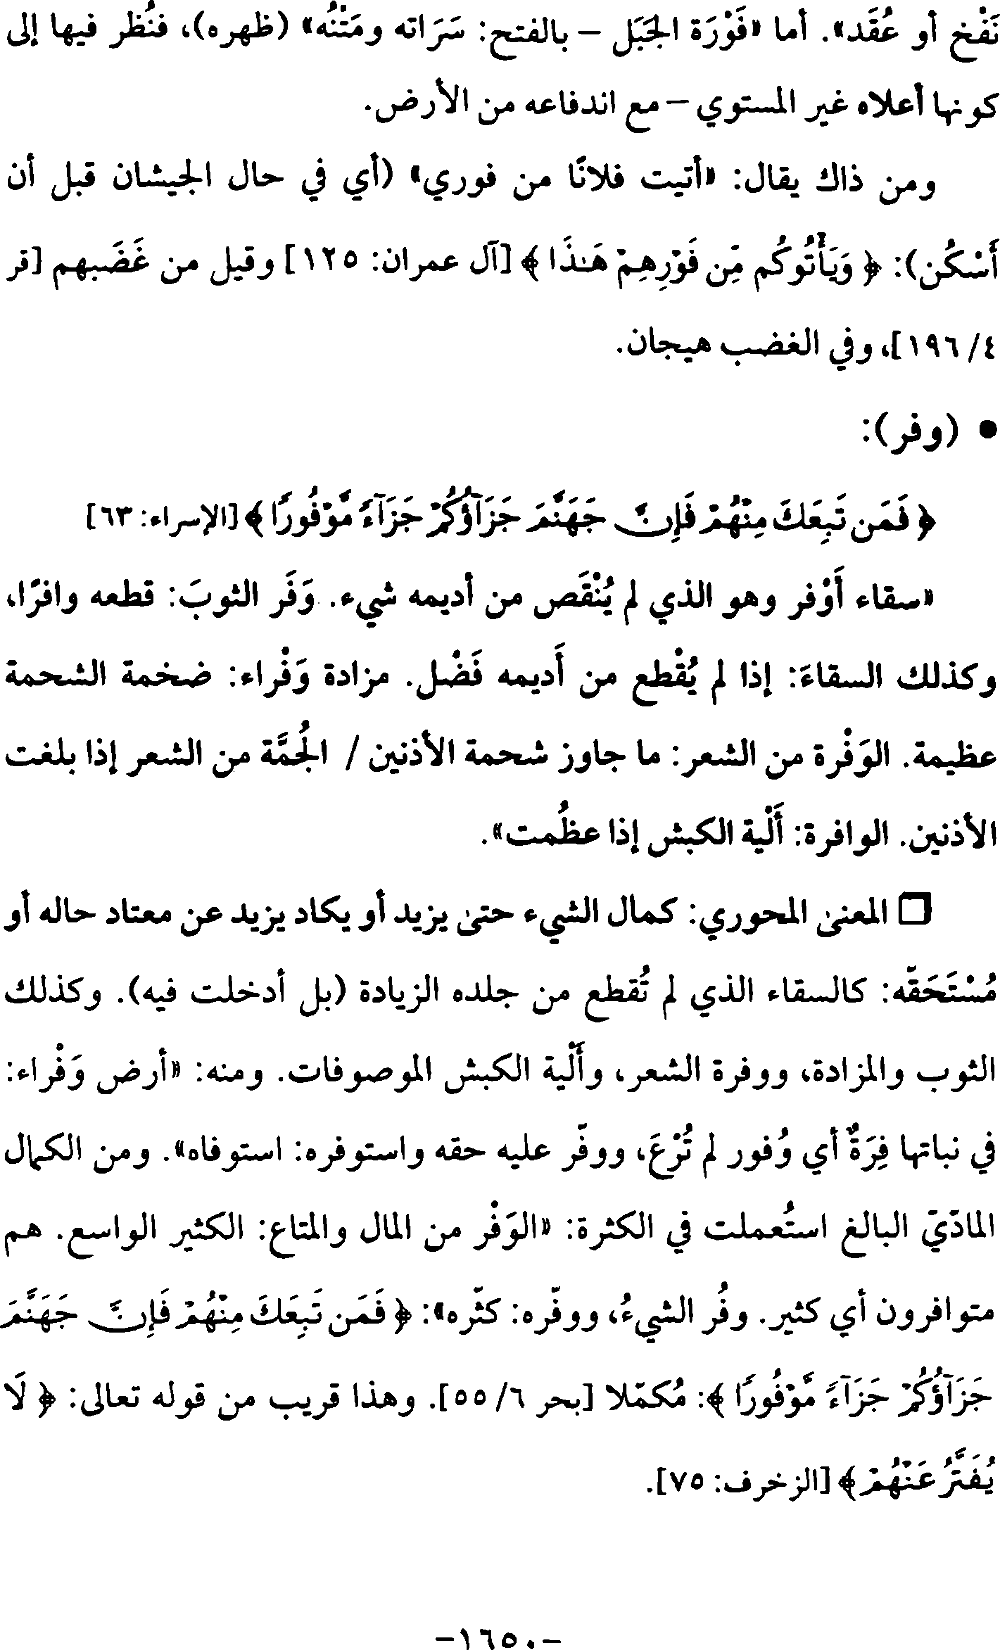 نَفْخ أو عُقَد». أما «فَوْرَة الجَبَل – بالفتح: سَرَاته ومَتْنُه» (ظهره)، فنُظر فيها إلى
كونها أعلاه غير المستوي – مع اندفاعه من الأرض.
ومن ذاك يقال: «أتيت فلانًا من فوري» (أي في حال الجيشان قبل أن
أَسْكُن): ﴿ وَيَأْتُوكُم مِّن فَوْرِهِمْ هَـٰذَا ﴾ [آل عمران: ١٢٥] وقيل من غَضَبهم [قر
٤/ ١٩٦]، وفي الغضب هيجان.
● (وفر):
﴿ فَمَن تَبِعَكَ مِنْهُمْ فَإِنَّ جَهَنَّمَ جَزَآؤُكُمْ جَزَآءً مَّوْفُورًا ﴾ [الإسراء: ٦٣]
«سقاء أَوْفر وهو الذي لم يُنْقَص من أديمه شيء. وَفَر الثوبَ: قطعه وافرًا،
وكذلك السقاءَ: إذا لم يُقْطع من أَديمه فَضْل. مزادة وَفْراء: ضخمة الشحمة
عظيمة. الوَفْرة من الشعر: ما جاوز شحمة الأذنين / الجُمَّة من الشعر إذا بلغت
الأذنين. الوافرة: أَلْية الكبش إذا عظُمت».
❒ المعنى المحوري: كمال الشيء حتى يزيد أو يكاد يزيد عن معتاد حاله أو
مُسْتَحَقّه: كالسقاء الذي لم تُقطع من جلده الزيادة (بل أدخلت فيه). وكذلك
الثوب والمزادة، ووفرة الشعر، وأَلْية الكبش الموصوفات. ومنه: «أرض وَفْراء:
في نباتها فِرَةٌ أي وُفور لم تُرْعَ، ووفّر عليه حقه واستوفره: استوفاه». ومن الكمال
المادّيّ البالغ استُعملت في الكثرة: «الوَفْر من المال والمتاع: الكثير الواسع. هم
متوافرون أي كثير. وفُر الشيءُ، ووفّره: كثّره»: ﴿ فَمَن تَبِعَكَ مِنْهُمْ فَإِنَّ جَهَنَّمَ
جَزَآؤُكُمْ جَزَآءً مَّوْفُورًا ﴾: مُكمّلا [بحر ٦/ ٥٥]. وهذا قريب من قوله تعالى: ﴿ لَا
يُفَتَّرُ عَنْهُمْ ﴾ [الزخرف: ٧٥].
-١٦٥٠-